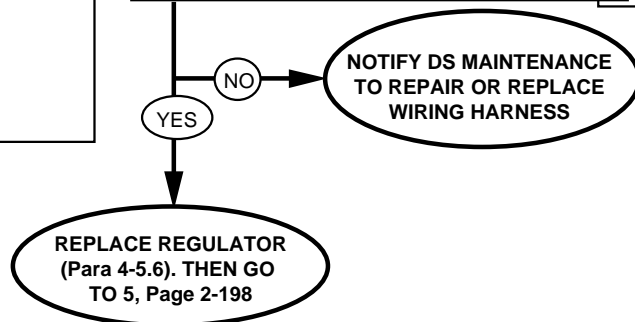 NO
NOTIFY DS MAINTENANCE
TO REPAIR OR REPLACE
WIRING HARNESS
YES
REPLACE REGULATOR
(Para 4-5.6). THEN GO
TO 5, Page 2-198